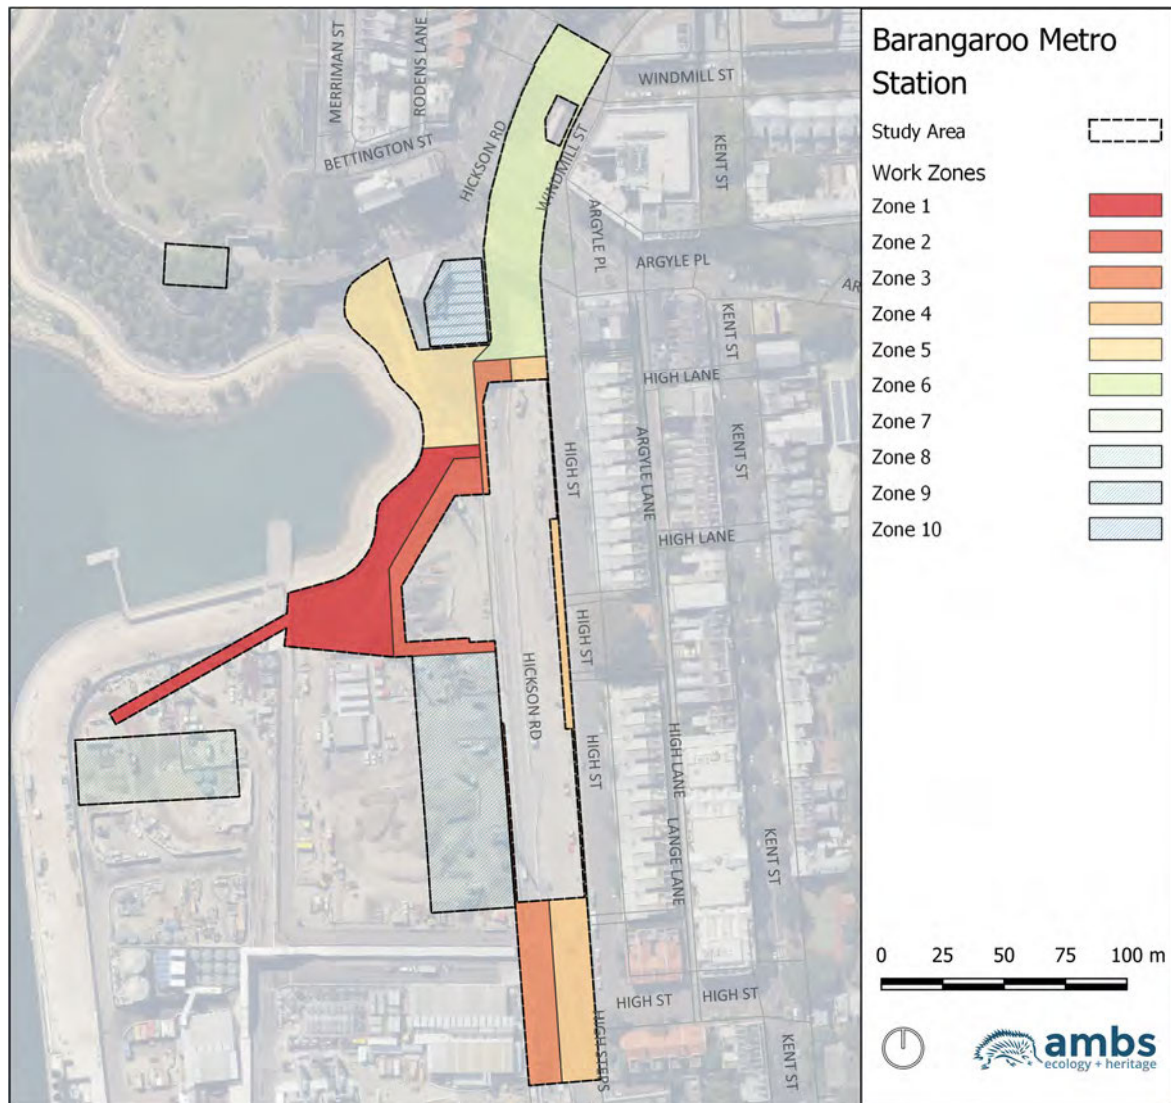 Barangaroo Metro
Station
Study Area
Work Zones
Zone 1
Zone 2
Zone 3
Zone 4
Zone 5
Zone 6
Zone 7
Zone 8
Zone 9
Zone 10
0 25 50 75 100 m
ambs
ecology + heritage
MERRIMAN ST
RODENS LANE
BETTINGTON ST
HICKSON RD
WINDMILL ST
WINDMILL ST
KENT ST
ARGYLE PL
ARGYLE PL
AR
KENT ST
HIGH LANE
HIGH ST
ARGYLE LANE
KENT ST
HIGH LANE
HIGH ST
HICKSON RD
HIGH ST
HIGH LANE
LANGE LANE
KENT ST
HIGH ST
HIGH ST
HIGH STEPS
KENT ST